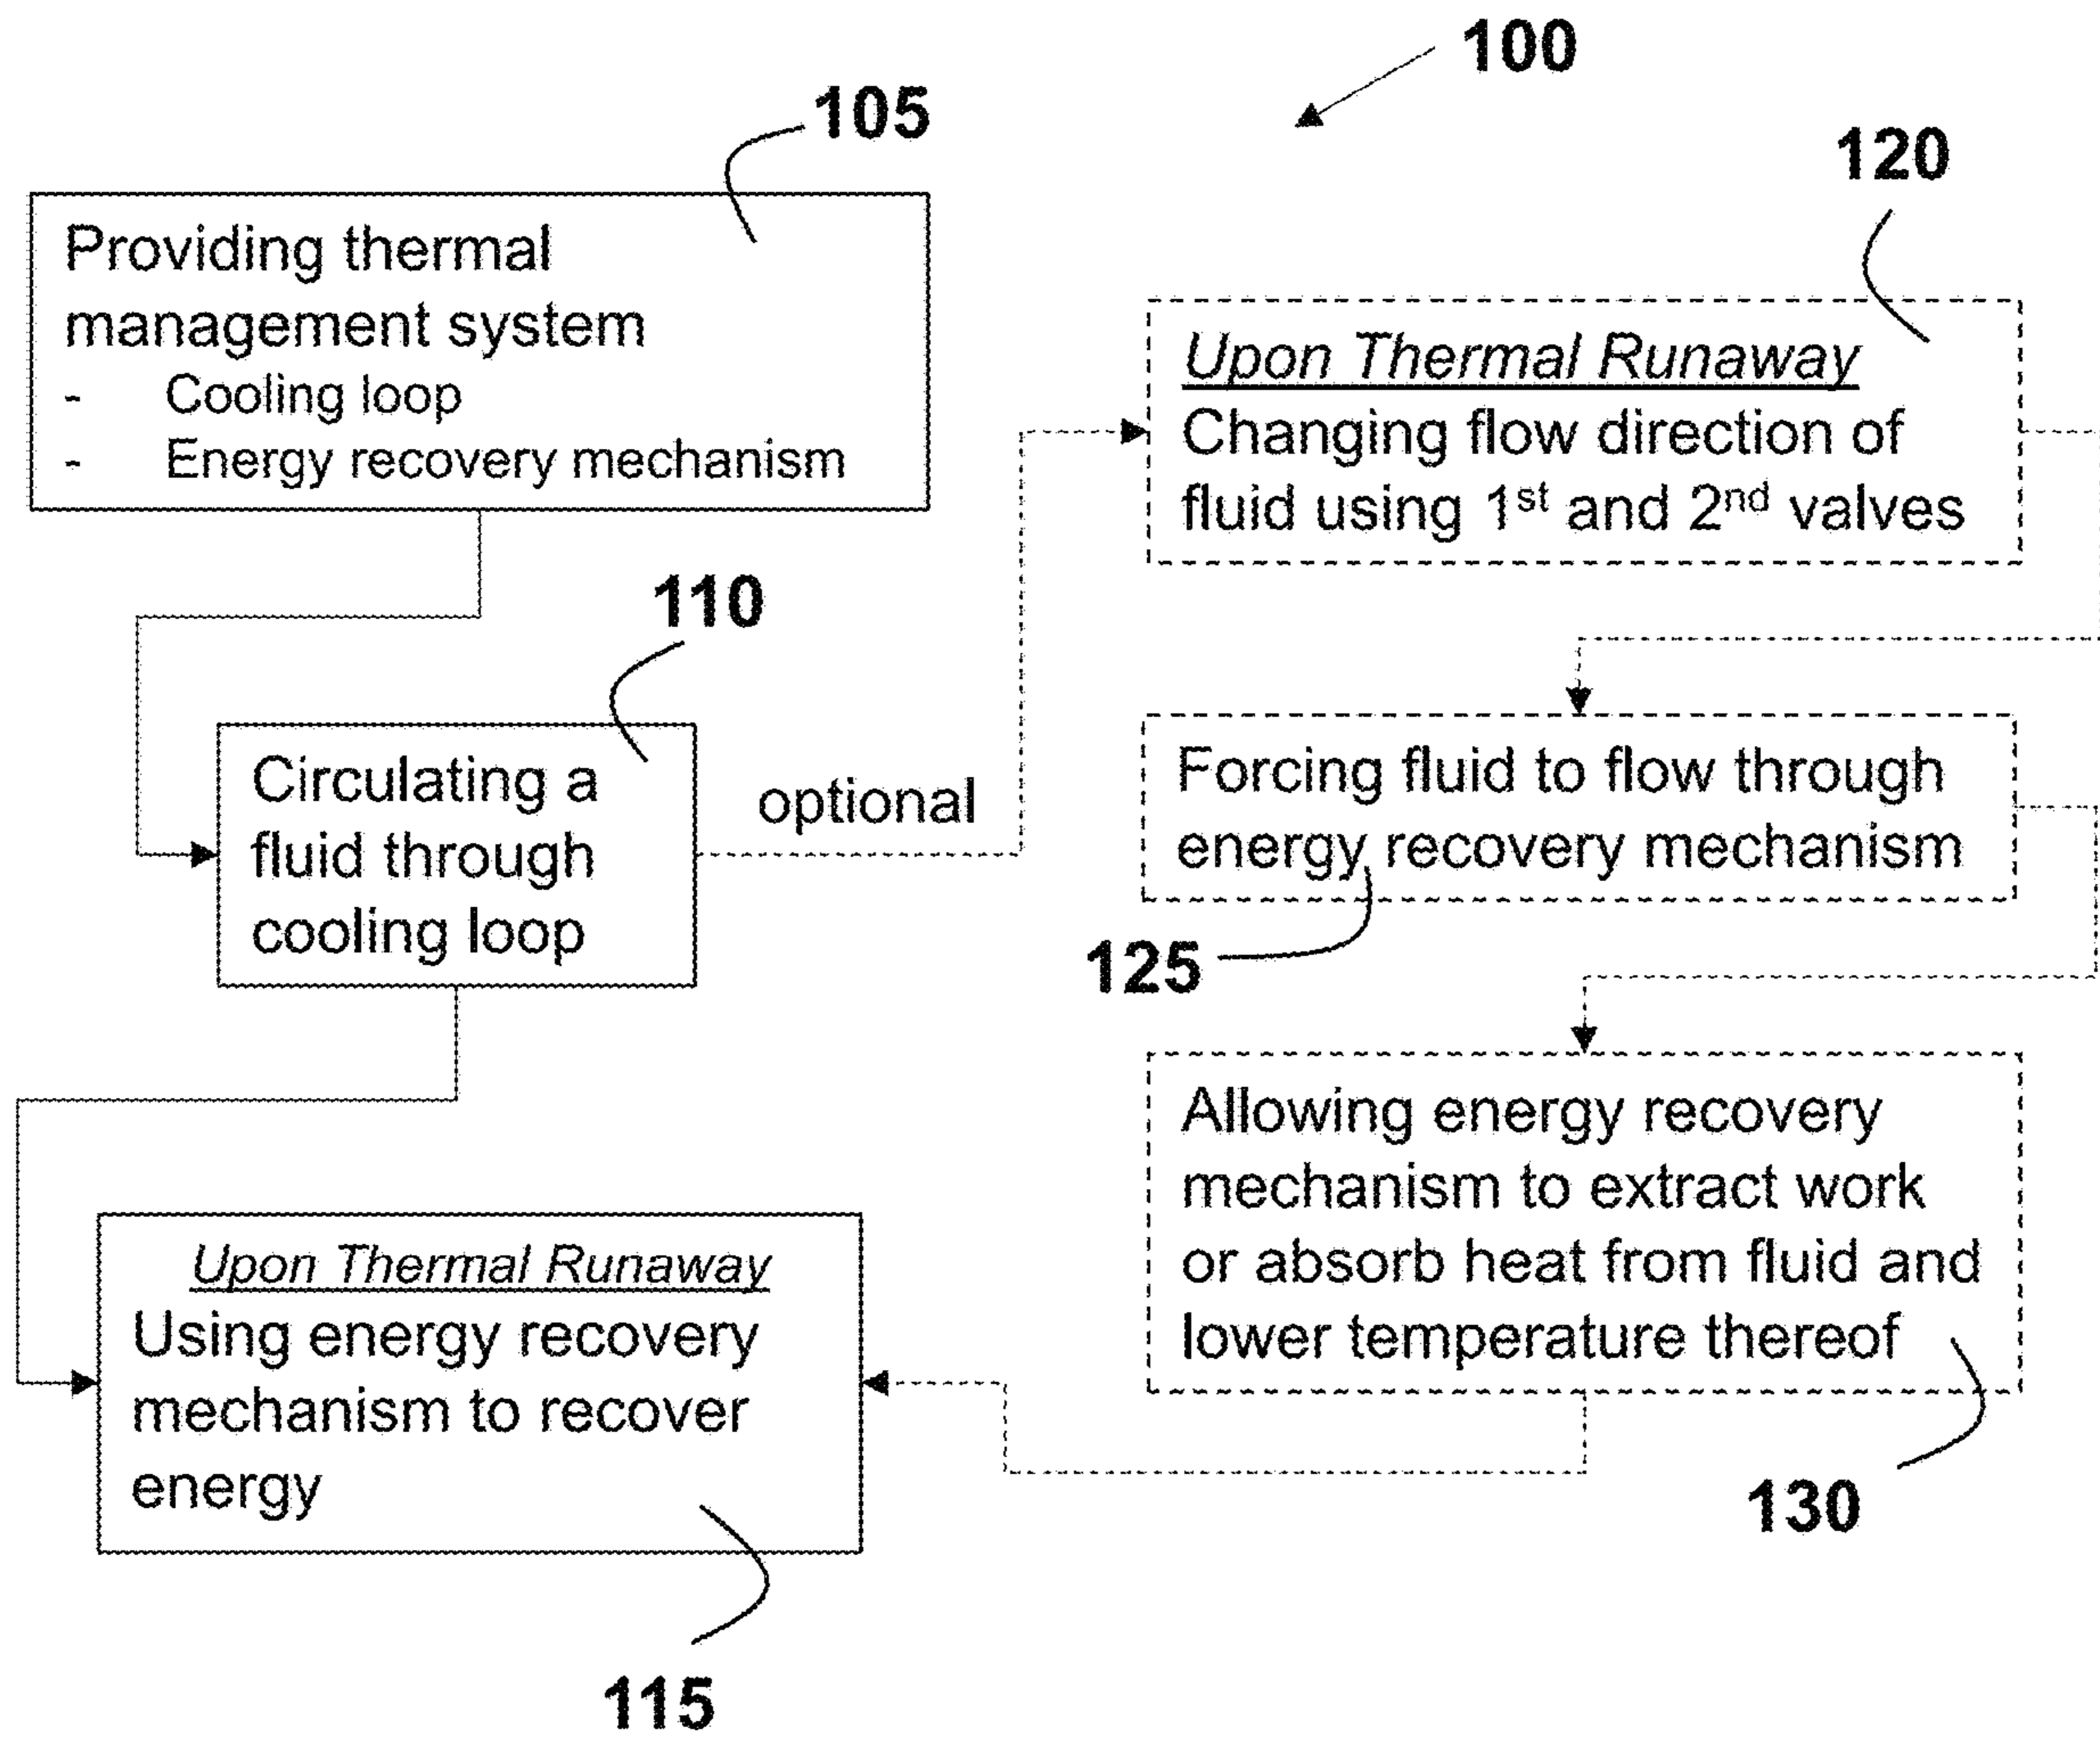 100
105
Providing thermal
management system
- Cooling loop
- Energy recovery mechanism
110
Circulating a
fluid through
cooling loop
optional
120
Upon Thermal Runaway
Changing flow direction of
fluid using 1st and 2nd valves
Forcing fluid to flow through
energy recovery mechanism
125
Allowing energy recovery
mechanism to extract work
or absorb heat from fluid and
lower temperature thereof
130
Upon Thermal Runaway
Using energy recovery
mechanism to recover
energy
115